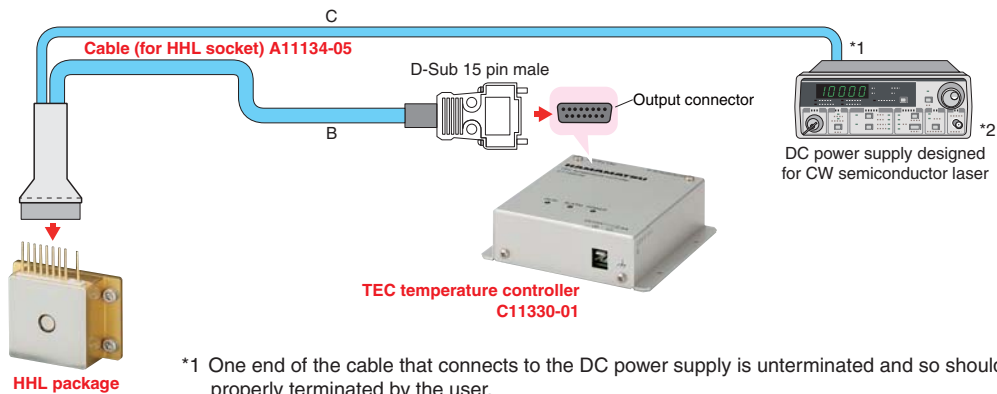 C
Cable (for HHL socket) A11134-05
*1
D-Sub 15 pin male
Output connector
10000
B
*2
DC power supply designed
for CW semiconductor laser
HAMAMATSU
TEC temperature controller
C11330-01
HHL package
*1 One end of the cable that connects to the DC power supply is unterminated and so should
properly terminated by the user.